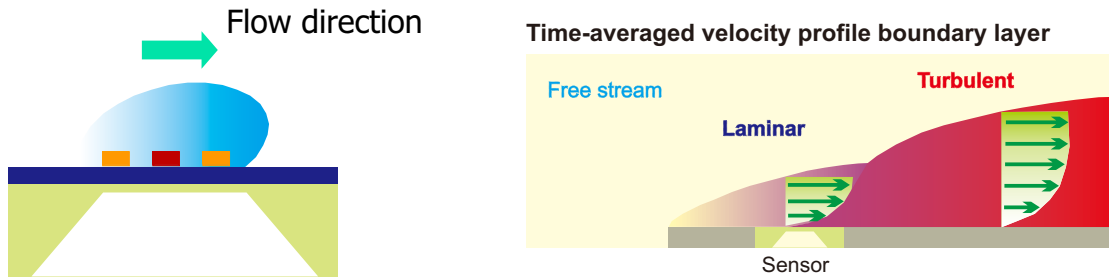 Flow direction
Time-averaged velocity profile boundary layer
Free stream
Turbulent
Laminar
Sensor